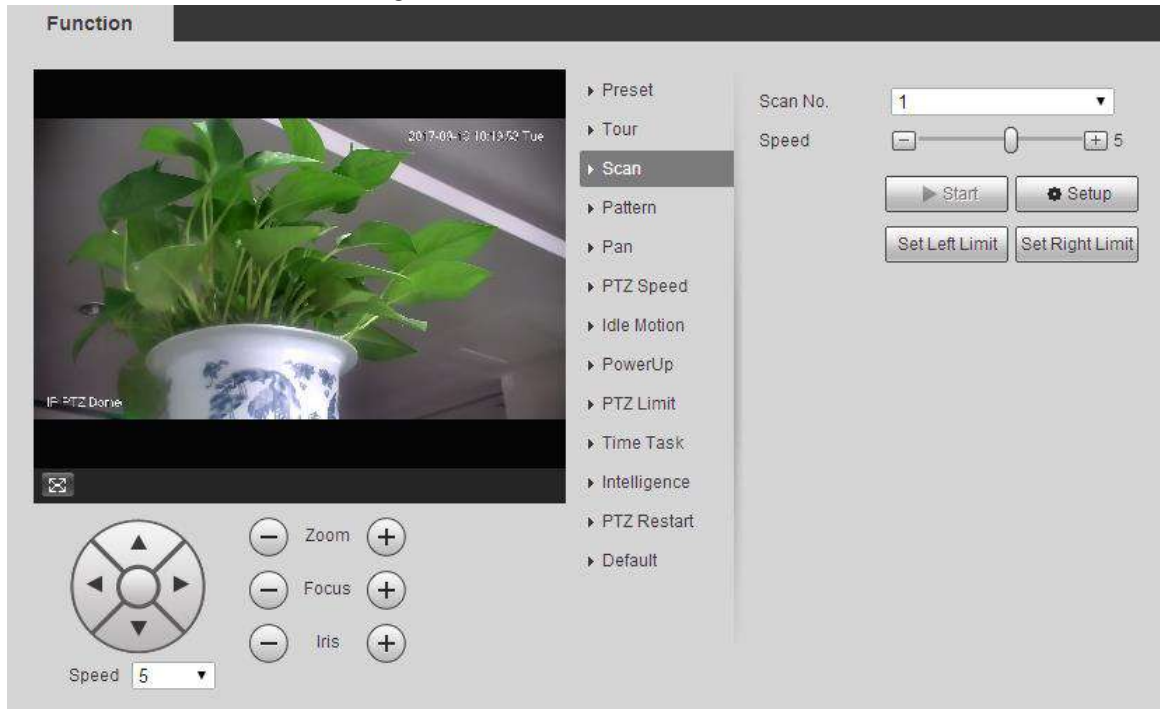 Function
IP PTZ Dome
Zoom
Focus
Iris
Speed 5
Preset
Tour
Scan
Pattern
Pan
PTZ Speed
Idle Motion
PowerUp
PTZ Limit
Time Task
Intelligence
PTZ Restart
Default
Scan No. 1
Speed 5
Start Setup
Set Left Limit Set Right Limit